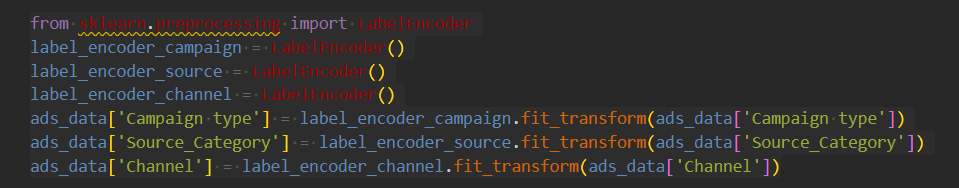 from sklearn.preprocessing import LabelEncoder
label_encoder_campaign = LabelEncoder()
label_encoder_source = LabelEncoder()
label_encoder_channel = LabelEncoder()
ads_data['Campaign type'] = label_encoder_campaign.fit_transform(ads_data['Campaign type'])
ads_data['Source_Category'] = label_encoder_source.fit_transform(ads_data['Source_Category'])
ads_data['Channel'] = label_encoder_channel.fit_transform(ads_data['Channel'])